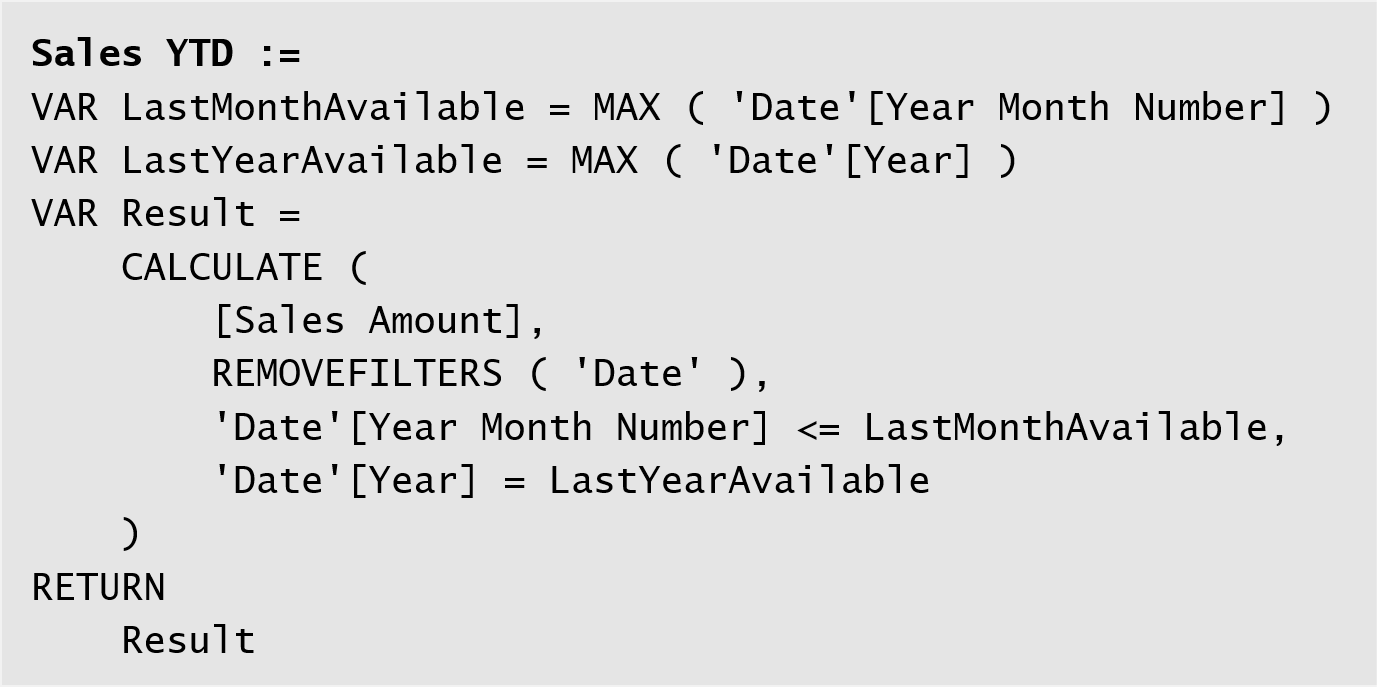 Sales YTD :=
VAR LastMonthAvailable = MAX ( 'Date'[Year Month Number] )
VAR LastYearAvailable = MAX ( 'Date'[Year] )
VAR Result =
    CALCULATE (
        [Sales Amount],
        REMOVEFILTERS ( 'Date' ),
        'Date'[Year Month Number] <= LastMonthAvailable,
        'Date'[Year] = LastYearAvailable
    )
RETURN
    Result